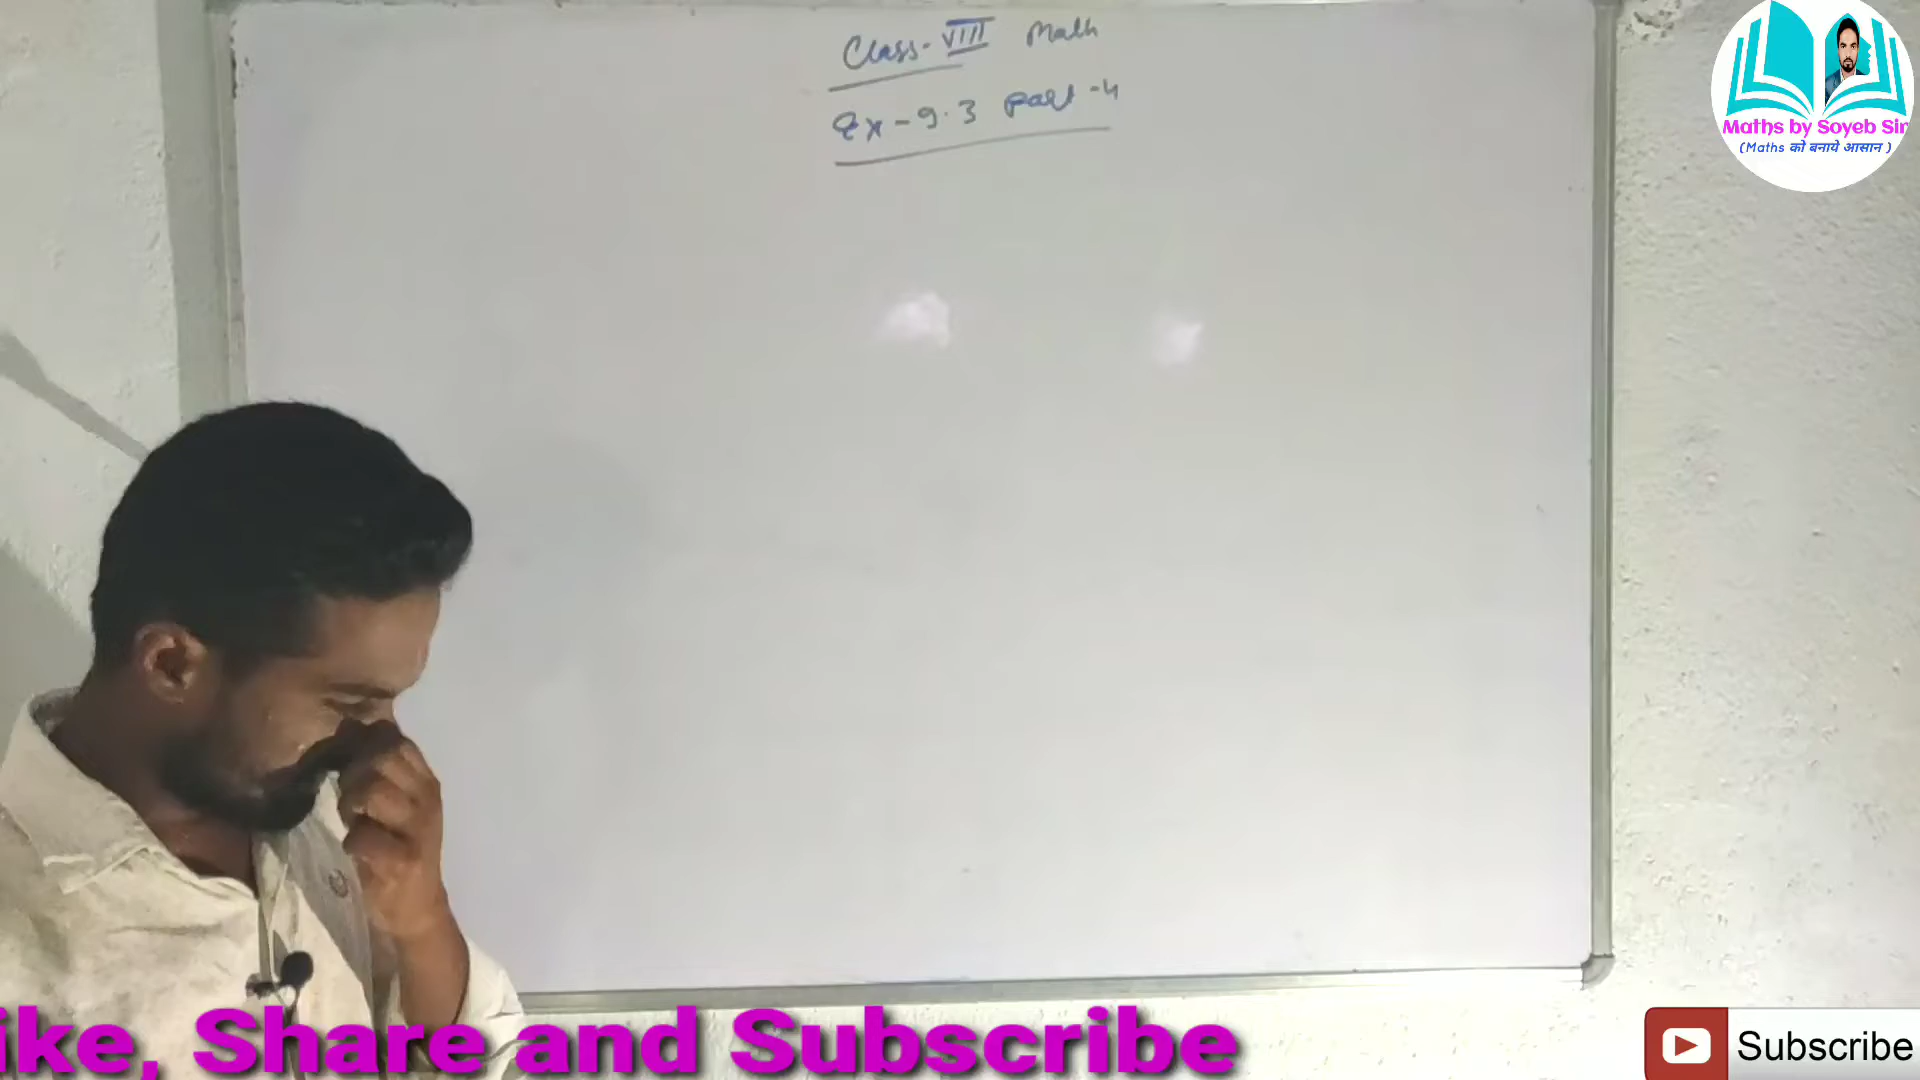 Class- VIII Math
Ex-9.3 Part-4
Maths by Soyeb Sir
(Maths को बनाये आसान )
ike, Share and Subscribe
Subscribe